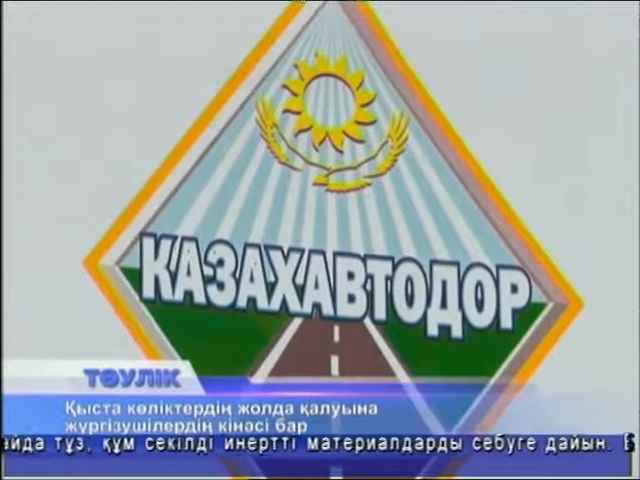 КАЗАХАВТОДОР
ТӘУЛІК
Қыста көліктердің жолда қалуына
жүргізушілердің кінәсі бар
тұз, құм секілді инертті материалдарды себуге дайын.